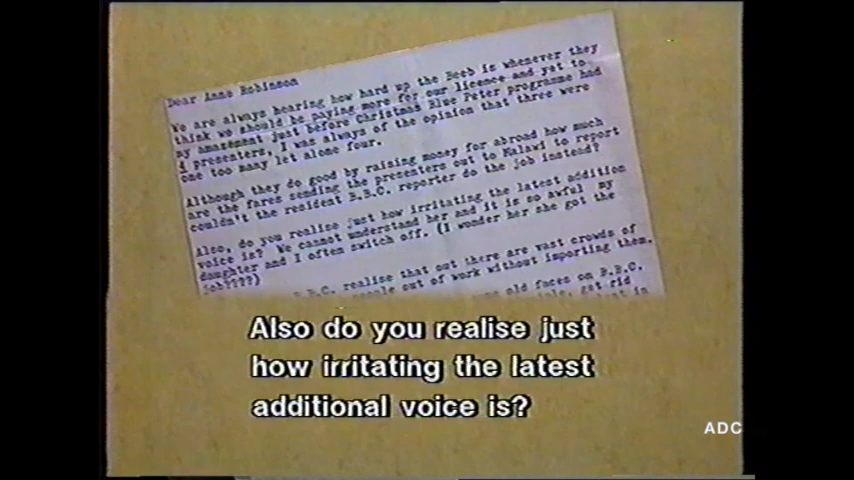 Dear Anne Robinson
We are always hearing how hard up the Beeb is whenever they
think we should be paying more for our licence and yet to
my amazement just before Christmas Blue Peter programme had
4 presenters, I was always of the opinion that three were
one too many let alone four.
Although they do good by raising money for abroad how much
are the fares sending the presenters out to Malawi to report
couldn't the resident B.B.C. reporter do the job instead?
Also, do you realise just how irritating the latest addition
voice is? We cannot understand her and it is so awful my
daughter and I often switch off. (I wonder her she got the
job????)
B.B.C. realise that out there are vast crowds of
people out of work without importing them.
old faces on B.B.C.
get rid
in
Also do you realise just
how irritating the latest
additional voice is?
ADC